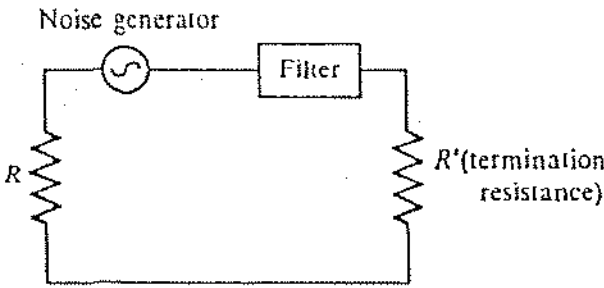 Noise generator
Filter
R
R'(termination
resistance)